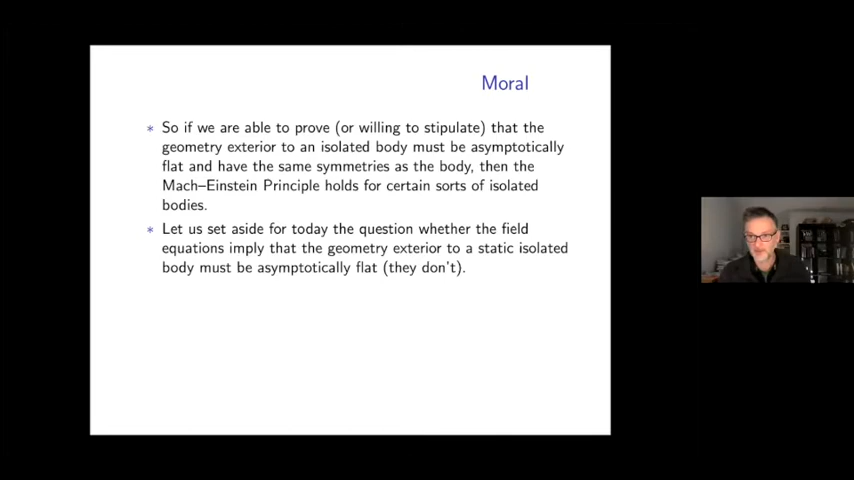 Moral
* So if we are able to prove (or willing to stipulate) that the
geometry exterior to an isolated body must be asymptotically
flat and have the same symmetries as the body, then the
Mach–Einstein Principle holds for certain sorts of isolated
bodies.
* Let us set aside for today the question whether the field
equations imply that the geometry exterior to a static isolated
body must be asymptotically flat (they don't).